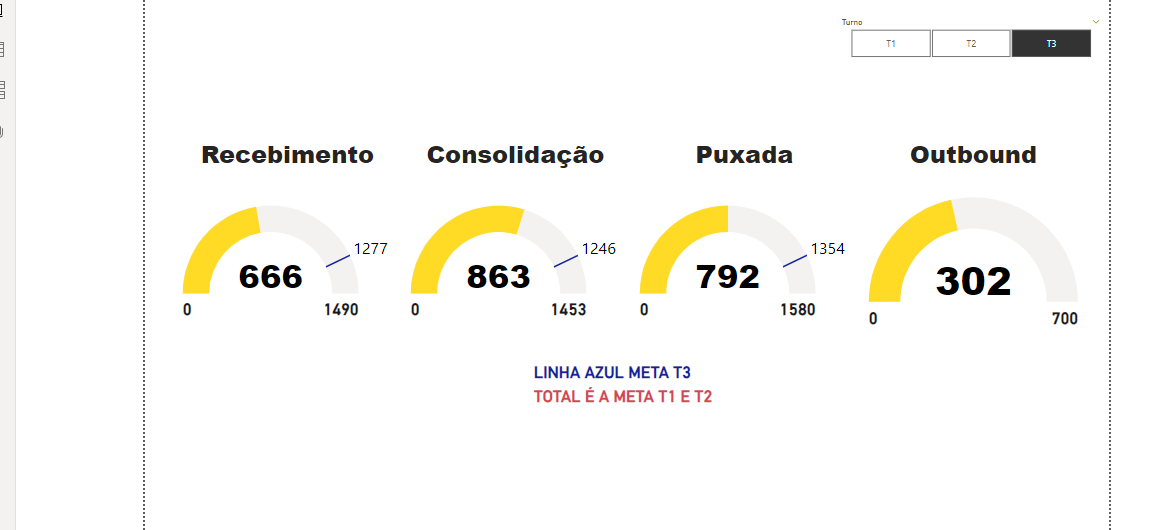 Turno
T1 T2 T3
Recebimento Consolidação Puxada Outbound
1277 1246 1354
666 863 792 302
0 1490 0 1453 0 1580 0 700
LINHA AZUL META T3
TOTAL É A META T1 E T2